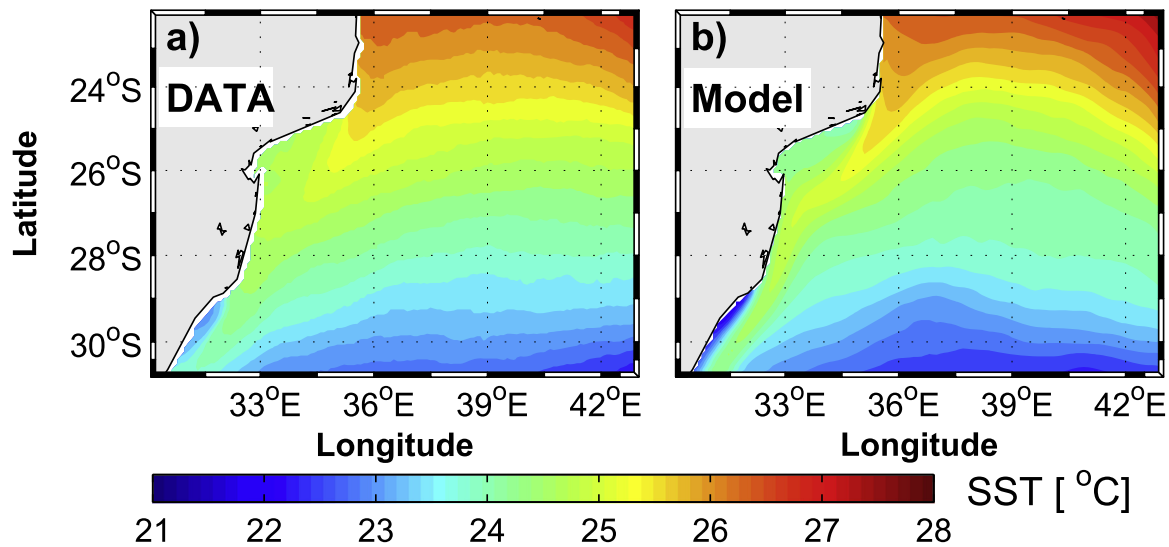 a)
DATA
b)
Model
24°S
26°S
28°S
30°S
Latitude
33°E 36°E 39°E 42°E
33°E 36°E 39°E 42°E
Longitude
Longitude
21 22 23 24 25 26 27 28
SST [ °C]